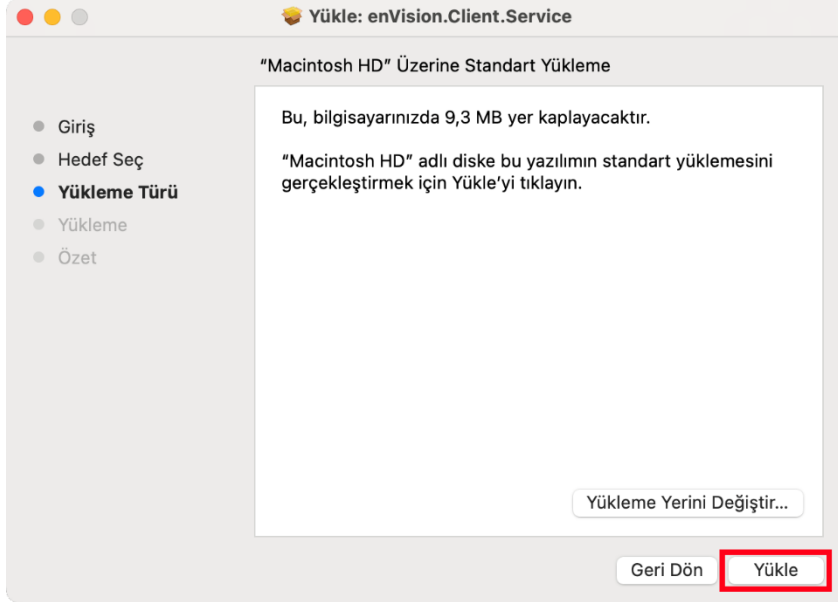 Yükle: enVision.Client.Service
“Macintosh HD” Üzerine Standart Yükleme
Giriş
Hedef Seç
Yükleme Türü
Yükleme
Özet
Bu, bilgisayarınızda 9,3 MB yer kaplayacaktır.
“Macintosh HD” adlı diske bu yazılımın standart yüklemesini
gerçekleştirmek için Yükle’yi tıklayın.
Yükleme Yerini Değiştir...
Geri Dön
Yükle